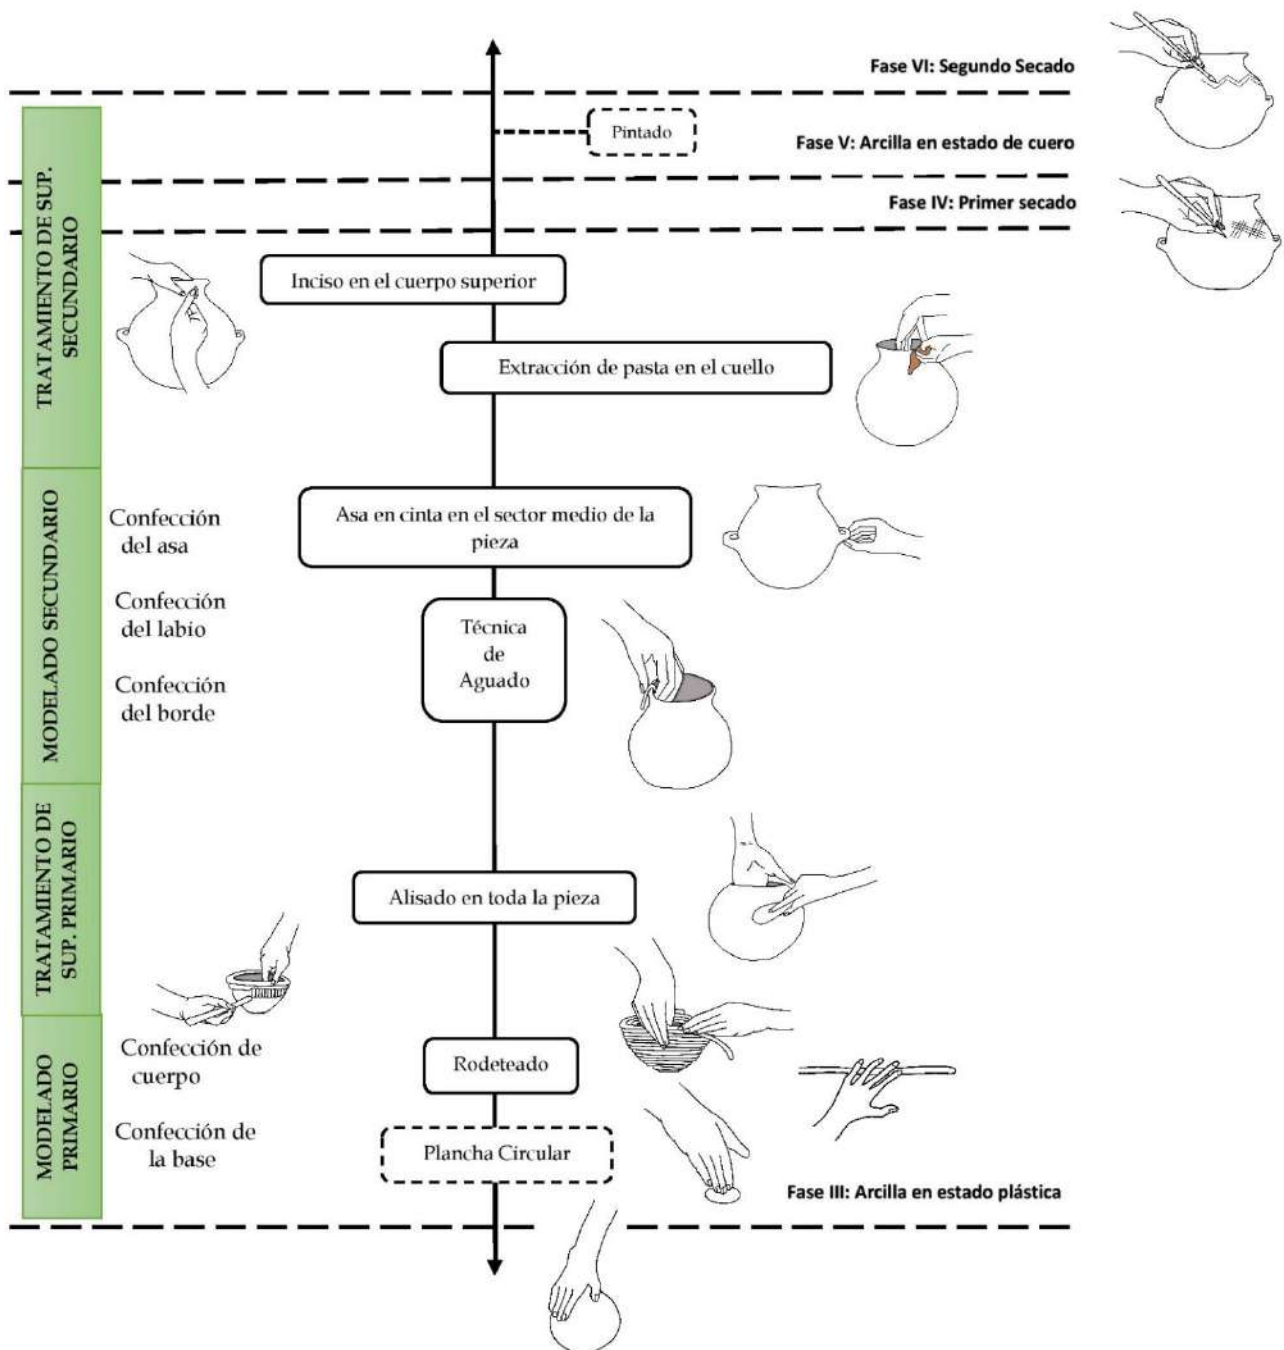 Fase VI: Segundo Secado
Pintado
Fase V: Arcilla en estado de cuero
Fase IV: Primer secado
TRATAMIENTO DE SUP.
SECUNDARIO
Inciso en el cuerpo superior
Extracción de pasta en el cuello
MODELADO SECUNDARIO
Confección
del asa
Asa en cinta en el sector medio de la
pieza
Confección
del labio
Técnica
de
Aguado
Confección
del borde
TRATAMIENTO DE
SUP. PRIMARIO
Alisado en toda la pieza
MODELADO
PRIMARIO
Confección de
cuerpo
Rodeteado
Confección de
la base
Plancha Circular
Fase III: Arcilla en estado plástica